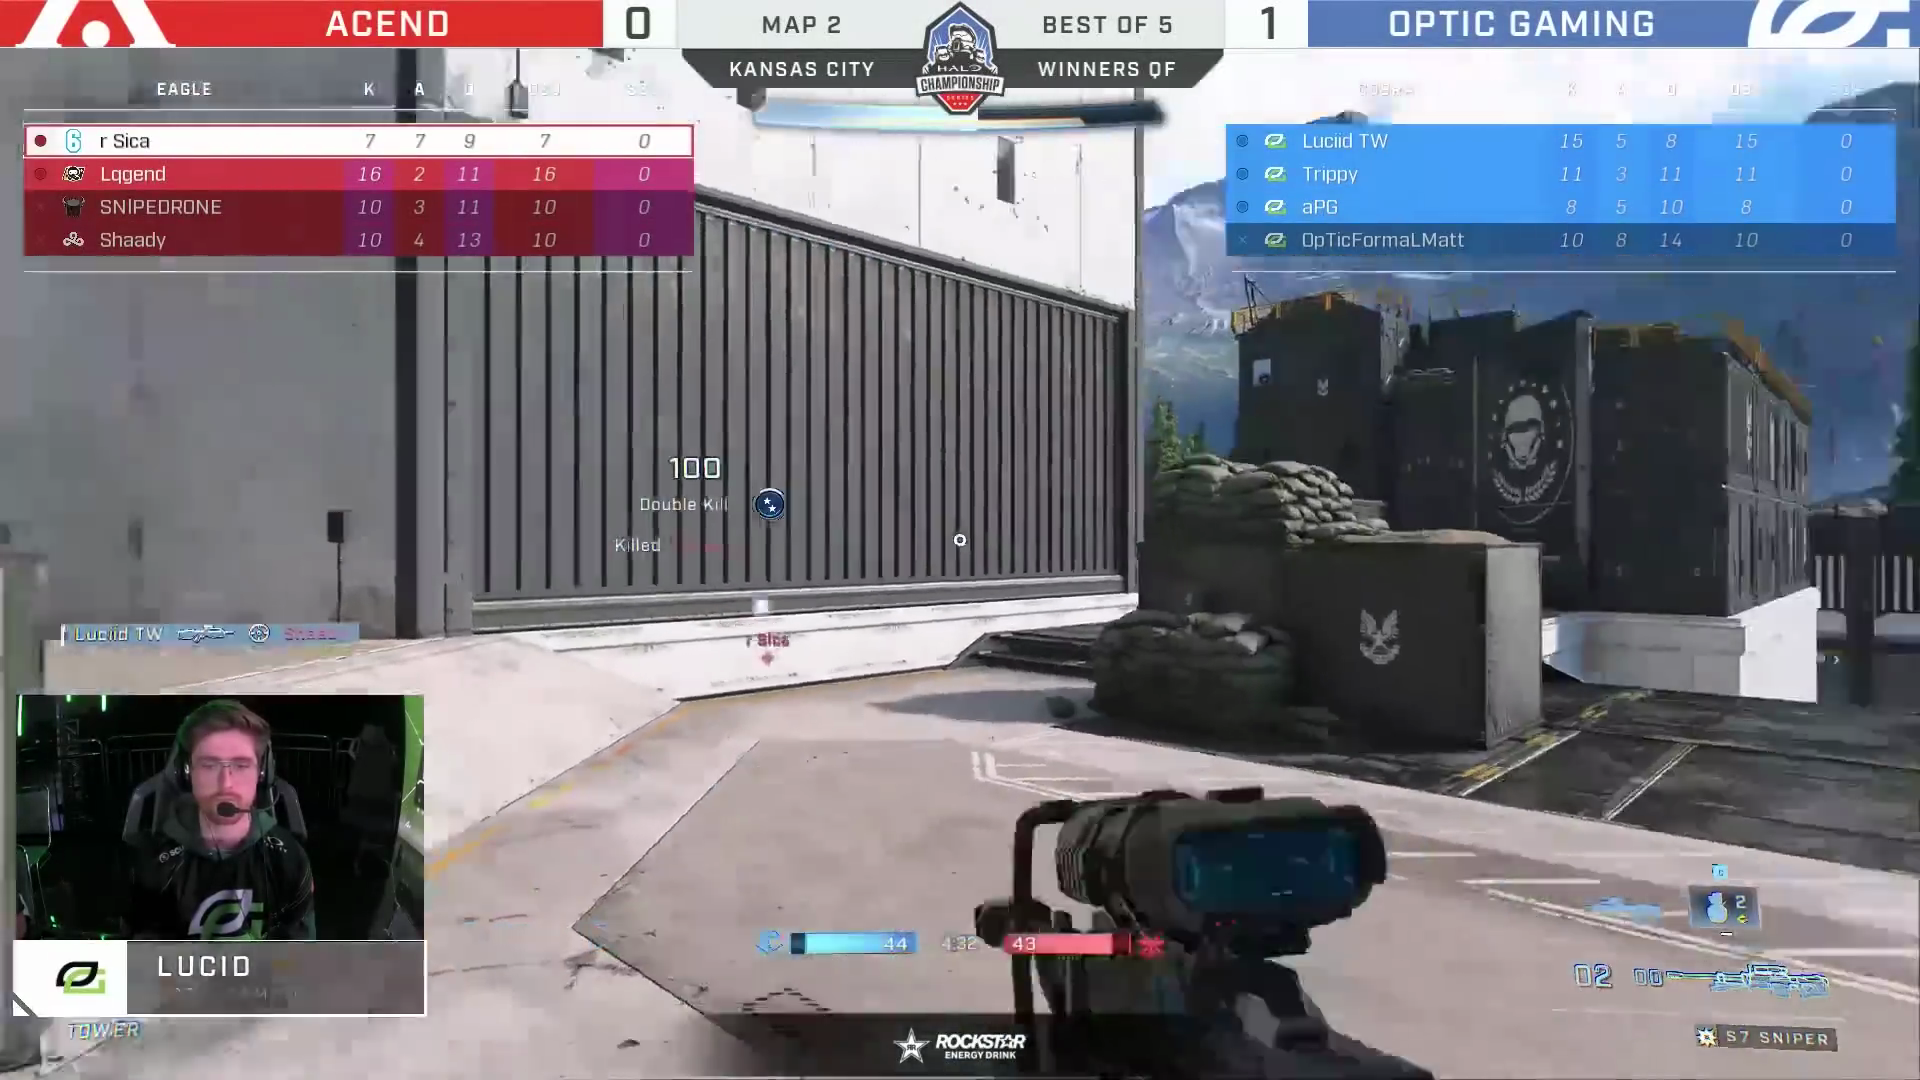 ACEND 0 MAP 2 BEST OF 5 1 OPTIC GAMING
KANSAS CITY HALO CHAMPIONSHIP SERIES WINNERS QF
EAGLE K A D
r Sica 7 7 9 7 0
Lqgend 16 2 11 16 0
SNIPEDRONE 10 3 11 10 0
Shaady 10 4 13 10 0
COBRA
Luciid TW 15 5 8 15 0
Trippy 11 3 11 11 0
aPG 8 5 10 8 0
OpTicFormaLMatt 10 8 14 10 0
100
Double Kill
Killed
Luciid TW
r Sica
LUCID
TOWER
44 4:32 43
2
02 00
S7 SNIPER
ROCKSTAR
ENERGY DRINK